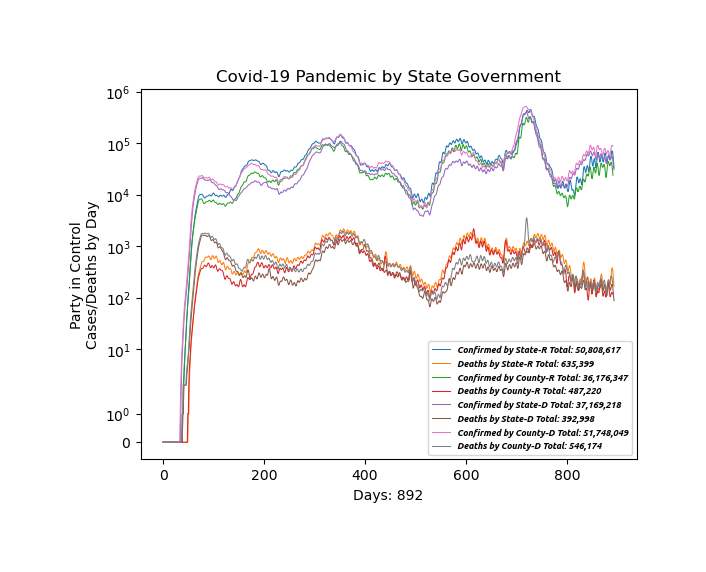 Covid-19 Pandemic by State Government
Party in Control
Cases/Deaths by Day
10^6
10^5
10^4
10^3
10^2
10^1
10^0
0
Confirmed by State-R Total: 50,808,617
Deaths by State-R Total: 635,399
Confirmed by County-R Total: 36,176,347
Deaths by County-R Total: 487,220
Confirmed by State-D Total: 37,169,218
Deaths by State-D Total: 392,998
Confirmed by County-D Total: 51,748,049
Deaths by County-D Total: 546,174
0 200 400 600 800
Days: 892